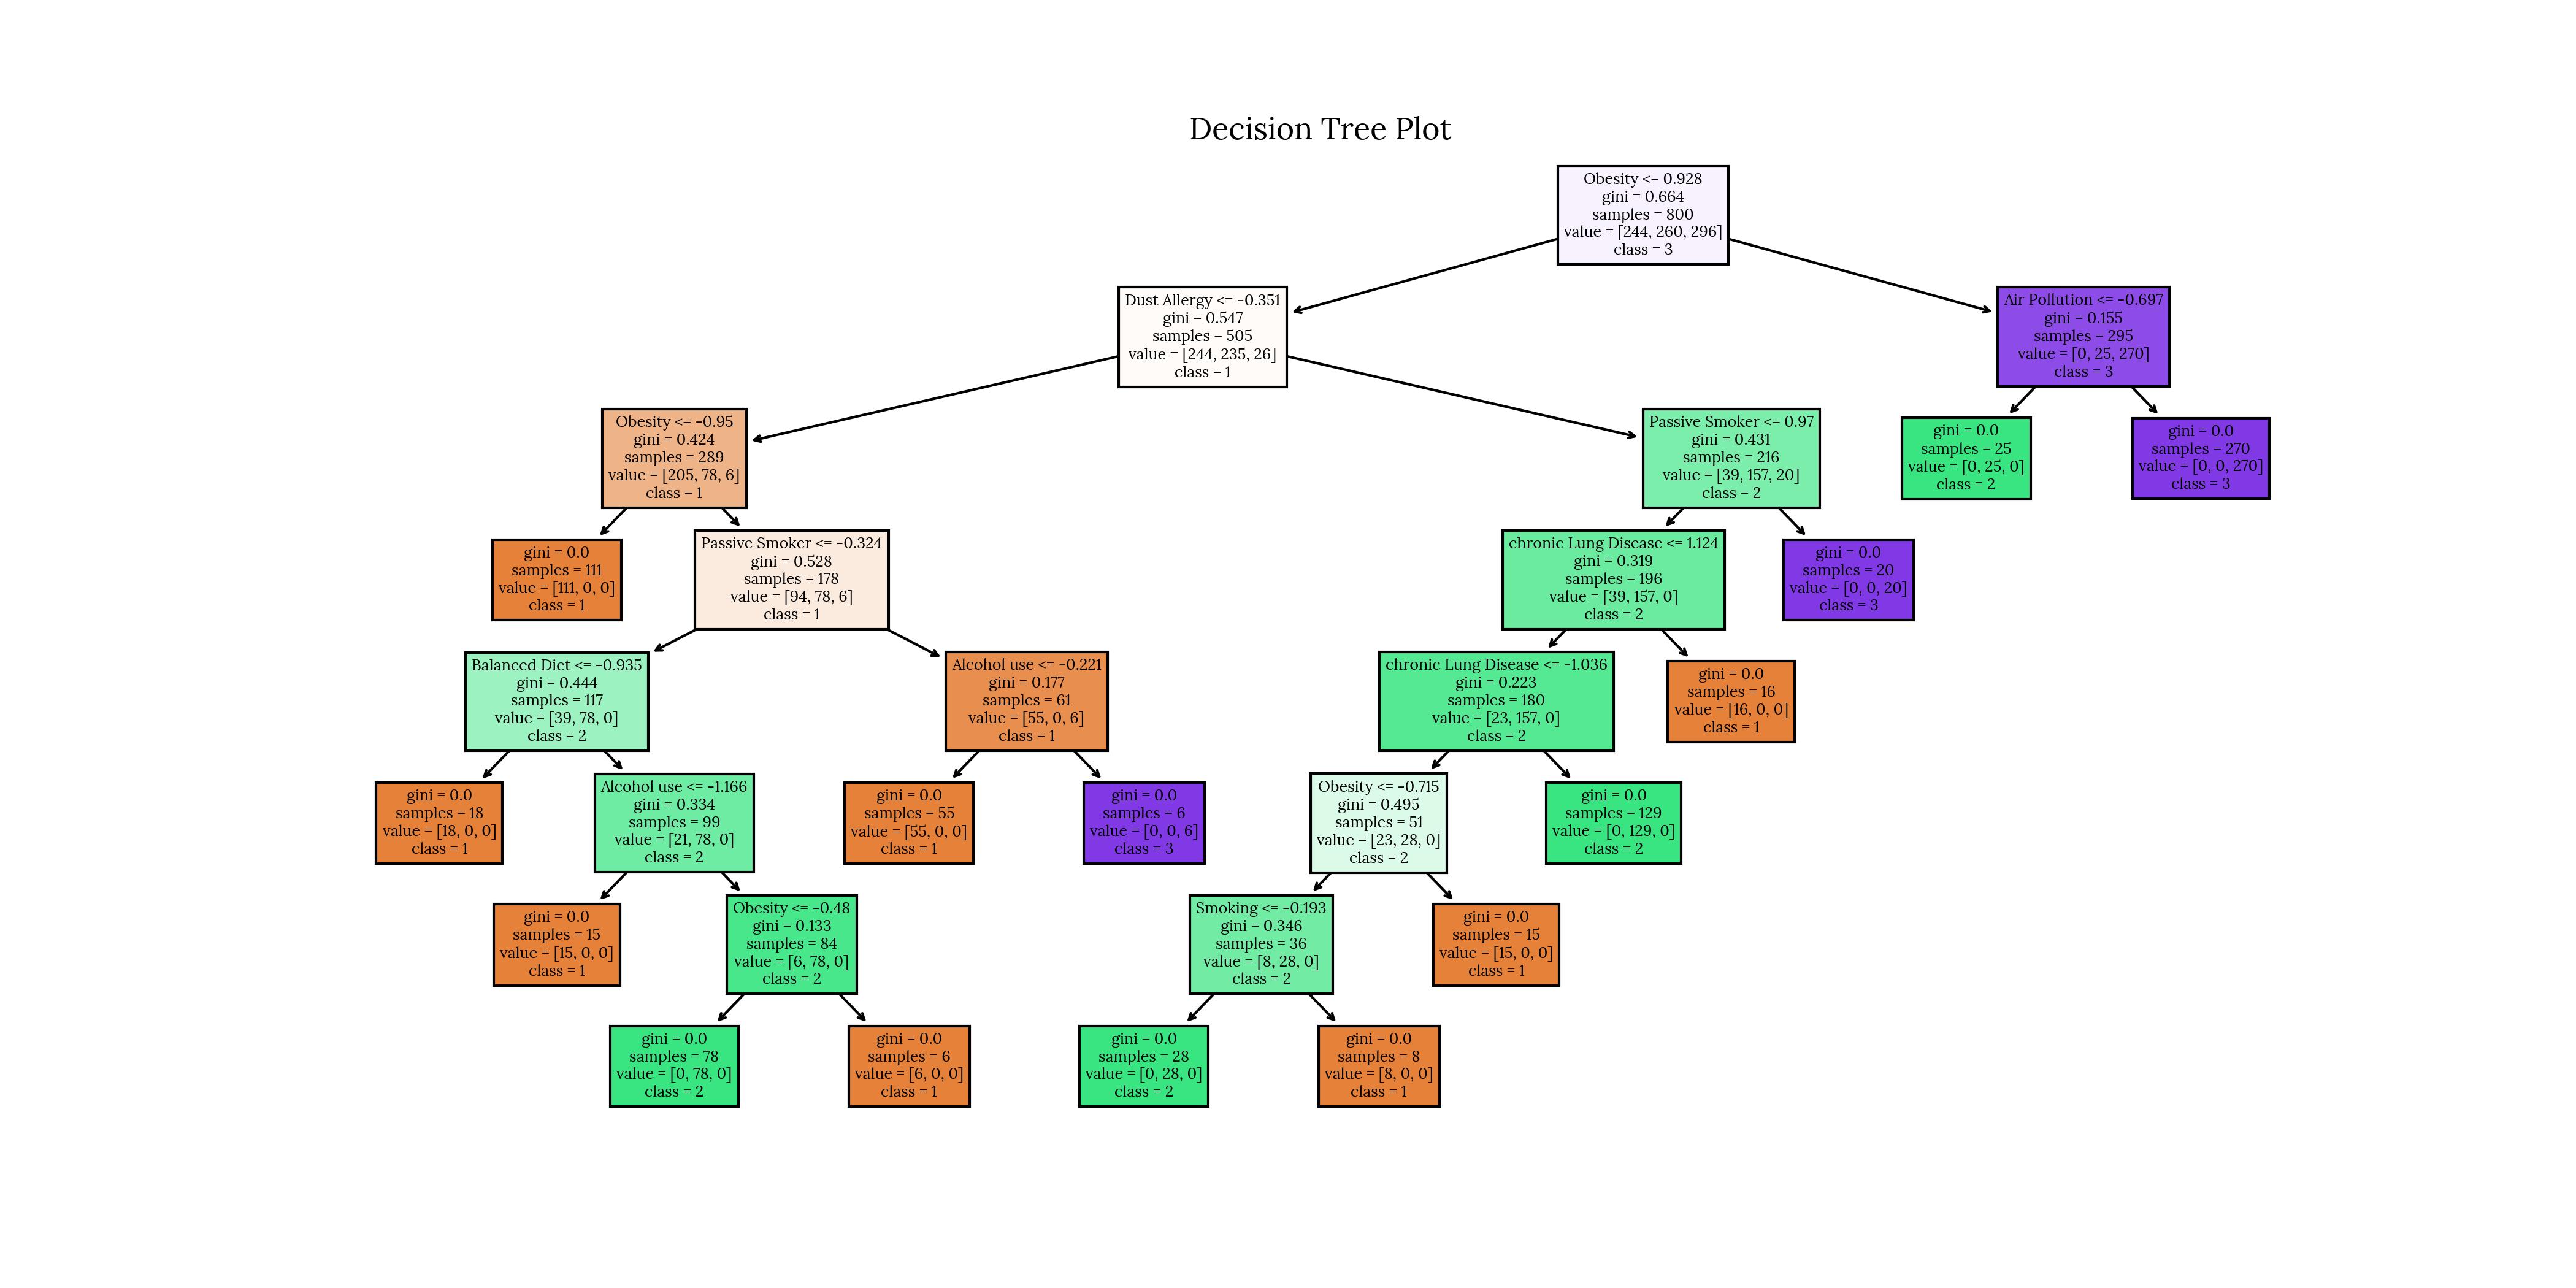 Decision Tree Plot
Obesity <= 0.928
gini = 0.664
samples = 800
value = [244, 260, 296]
class = 3
Dust Allergy <= -0.351
gini = 0.547
samples = 505
value = [244, 235, 26]
class = 1
Air Pollution <= -0.697
gini = 0.155
samples = 295
value = [0, 25, 270]
class = 3
Obesity <= -0.95
gini = 0.424
samples = 289
value = [205, 78, 6]
class = 1
Passive Smoker <= 0.97
gini = 0.431
samples = 216
value = [39, 157, 20]
class = 2
gini = 0.0
samples = 25
value = [0, 25, 0]
class = 2
gini = 0.0
samples = 270
value = [0, 0, 270]
class = 3
gini = 0.0
samples = 111
value = [111, 0, 0]
class = 1
Passive Smoker <= -0.324
gini = 0.528
samples = 178
value = [94, 78, 6]
class = 1
chronic Lung Disease <= 1.124
gini = 0.319
samples = 196
value = [39, 157, 0]
class = 2
gini = 0.0
samples = 20
value = [0, 0, 20]
class = 3
Balanced Diet <= -0.935
gini = 0.444
samples = 117
value = [39, 78, 0]
class = 2
Alcohol use <= -0.221
gini = 0.177
samples = 61
value = [55, 0, 6]
class = 1
chronic Lung Disease <= -1.036
gini = 0.223
samples = 180
value = [23, 157, 0]
class = 2
gini = 0.0
samples = 16
value = [16, 0, 0]
class = 1
gini = 0.0
samples = 18
value = [18, 0, 0]
class = 1
Alcohol use <= -1.166
gini = 0.334
samples = 99
value = [21, 78, 0]
class = 2
gini = 0.0
samples = 55
value = [55, 0, 0]
class = 1
gini = 0.0
samples = 6
value = [0, 0, 6]
class = 3
Obesity <= -0.715
gini = 0.495
samples = 51
value = [23, 28, 0]
class = 2
gini = 0.0
samples = 129
value = [0, 129, 0]
class = 2
gini = 0.0
samples = 15
value = [15, 0, 0]
class = 1
Obesity <= -0.48
gini = 0.133
samples = 84
value = [6, 78, 0]
class = 2
Smoking <= -0.193
gini = 0.346
samples = 36
value = [8, 28, 0]
class = 2
gini = 0.0
samples = 15
value = [15, 0, 0]
class = 1
gini = 0.0
samples = 78
value = [0, 78, 0]
class = 2
gini = 0.0
samples = 6
value = [6, 0, 0]
class = 1
gini = 0.0
samples = 28
value = [0, 28, 0]
class = 2
gini = 0.0
samples = 8
value = [8, 0, 0]
class = 1